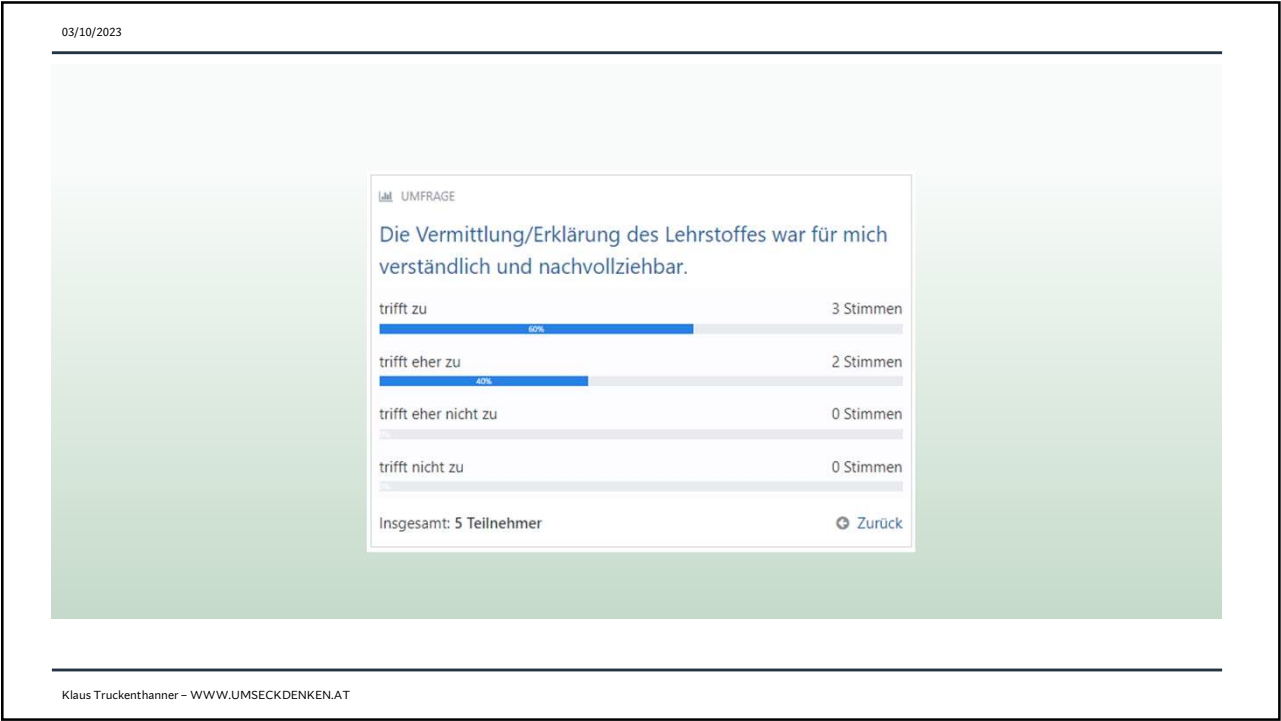 03/10/2023
UMFRAGE
Die Vermittlung/Erklärung des Lehrstoffes war für mich
verständlich und nachvollziehbar.
trifft zu 3 Stimmen
60%
trifft eher zu 2 Stimmen
40%
trifft eher nicht zu 0 Stimmen
trifft nicht zu 0 Stimmen
Insgesamt: 5 Teilnehmer Zurück
Klaus Truckenthanner – WWW.UMSECKDENKEN.AT